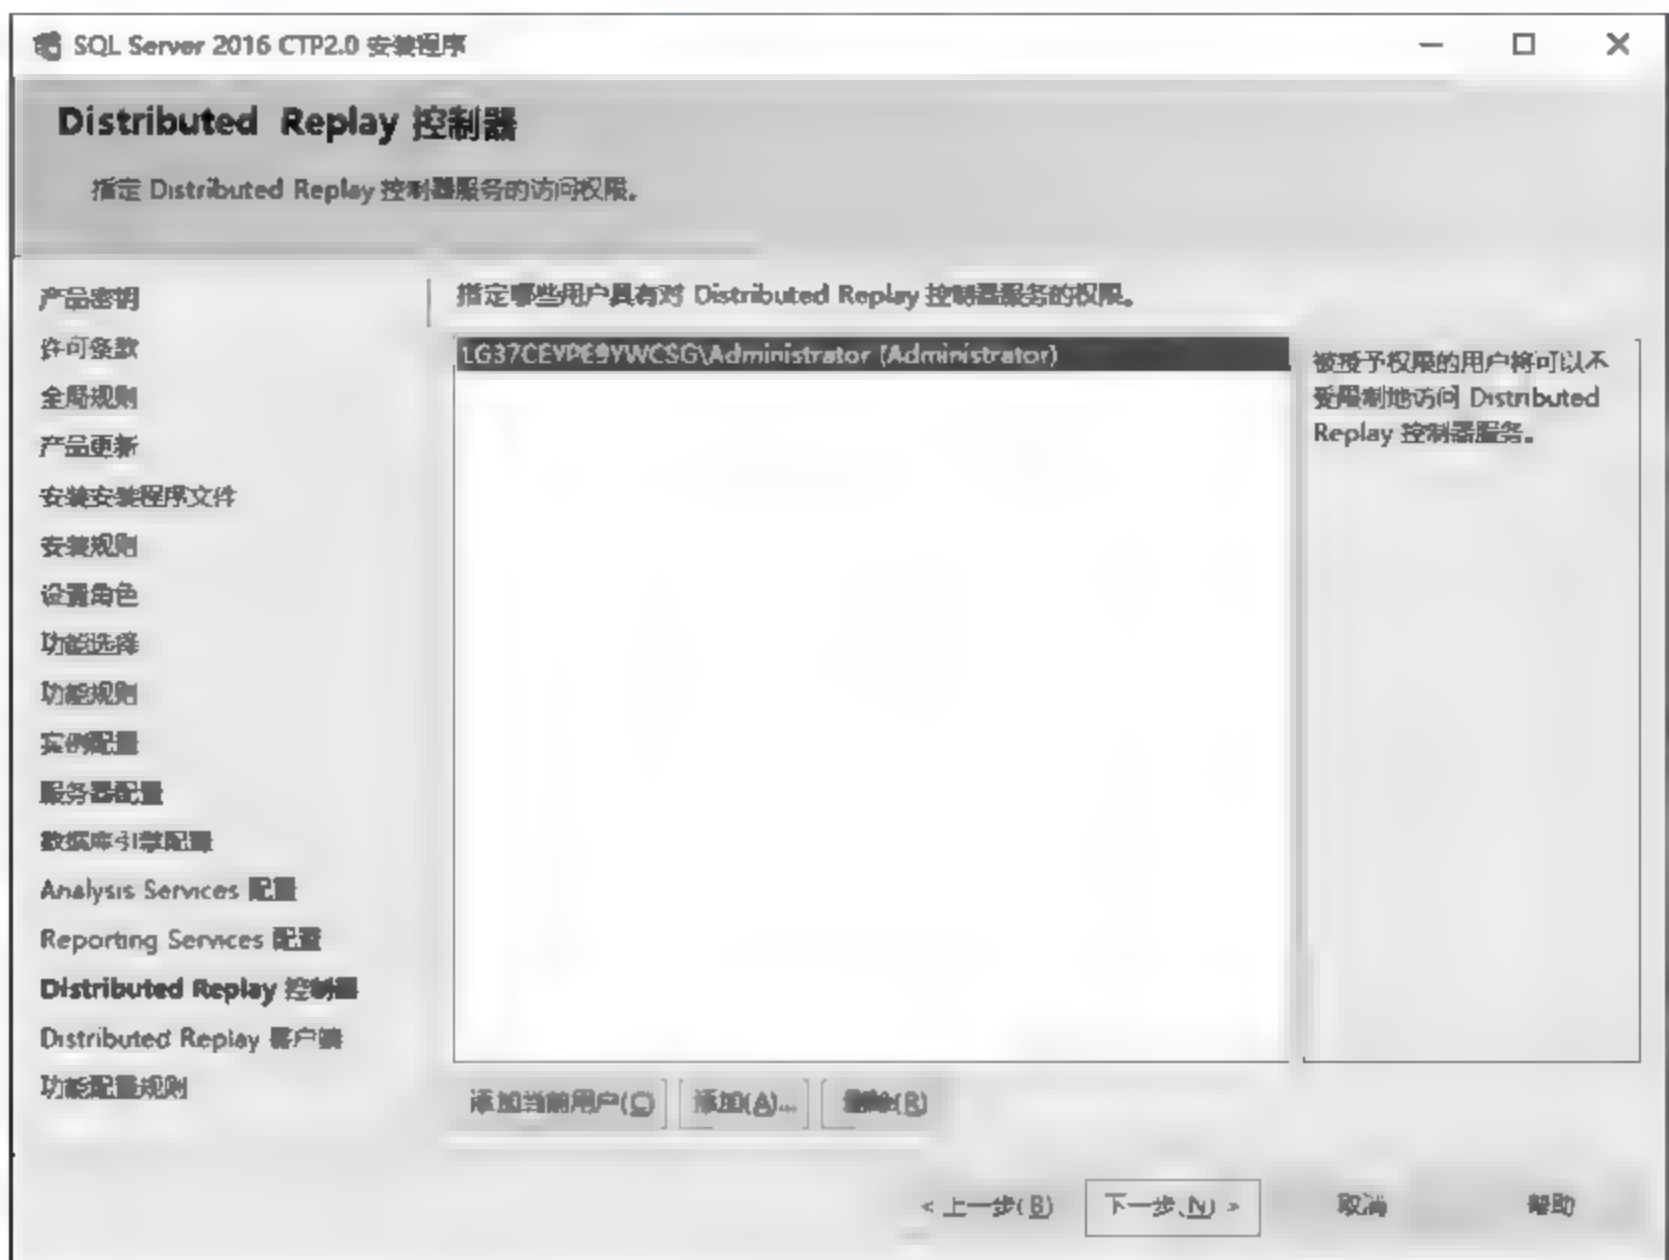 SQL Server 2016 CTP2.0 安装程序
Distributed Replay 控制器
指定 Distributed Replay 控制器服务的访问权限。
产品密钥
许可条款
全局规则
产品更新
安装安装程序文件
安装规则
设置角色
功能选择
功能规则
实例配置
服务器配置
数据库引擎配置
Analysis Services 配置
Reporting Services 配置
Distributed Replay 控制器
Distributed Replay 客户端
功能配置规则
指定哪些用户具有对 Distributed Replay 控制器服务的权限。
LG37CEVPE9YWCSG\Administrator (Administrator)
被授予权限的用户将可以不
受限制地访问 Distributed
Replay 控制器服务。
添加当前用户(C) 添加(A)... 删除(R)
< 上一步(B) 下一步(N) > 取消 帮助